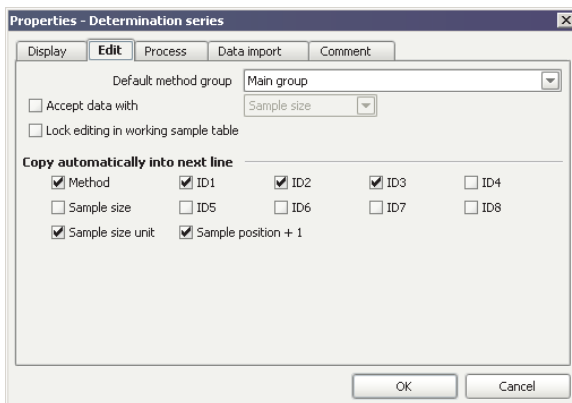 Properties - Determination series
Display Edit Process Data import Comment
Default method group Main group
Accept data with Sample size
Lock editing in working sample table
Copy automatically into next line
Method ID1 ID2 ID3 ID4
Sample size ID5 ID6 ID7 ID8
Sample size unit Sample position + 1
OK Cancel